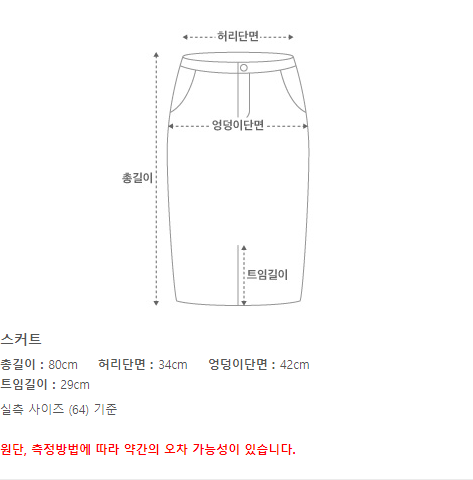 허리단면
엉덩이단면
총길이
트임길이
스커트
총길이 : 80cm 허리단면 : 34cm 엉덩이단면 : 42cm
트임길이 : 29cm
실측 사이즈 (64) 기준
원단, 측정방법에 따라 약간의 오차 가능성이 있습니다.